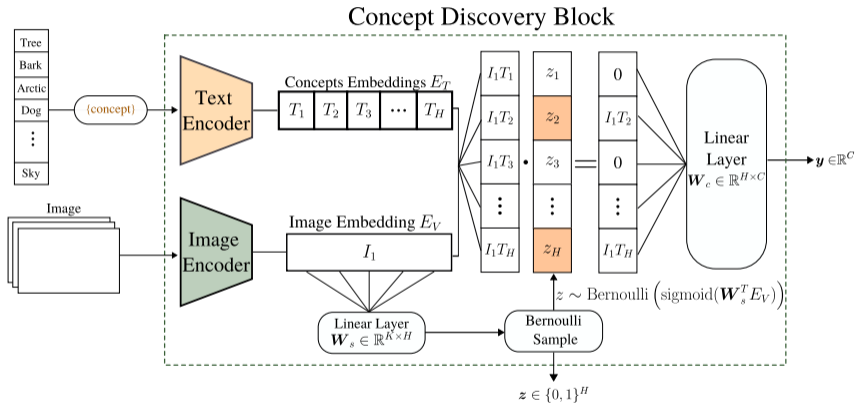 Concept Discovery Block
Tree
Bark
Arctic
Dog
⋮
Sky
{concept}
Text
Encoder
Concepts Embeddings E_T
T_1 T_2 T_3 ⋯ T_H
Image
Image
Encoder
Image Embedding E_V
I_1
Linear Layer
W_s ∈ ℝ^{K×H}
I_1T_1
I_1T_2
I_1T_3
⋮
I_1T_H
·
z_1
z_2
z_3
⋮
z_H
=
0
I_1T_2
0
⋮
I_1T_H
z ∼ Bernoulli (sigmoid(W_s^T E_V))
Bernoulli
Sample
z ∈ {0, 1}^H
Linear
Layer
W_c ∈ ℝ^{H×C}
y ∈ℝ^C